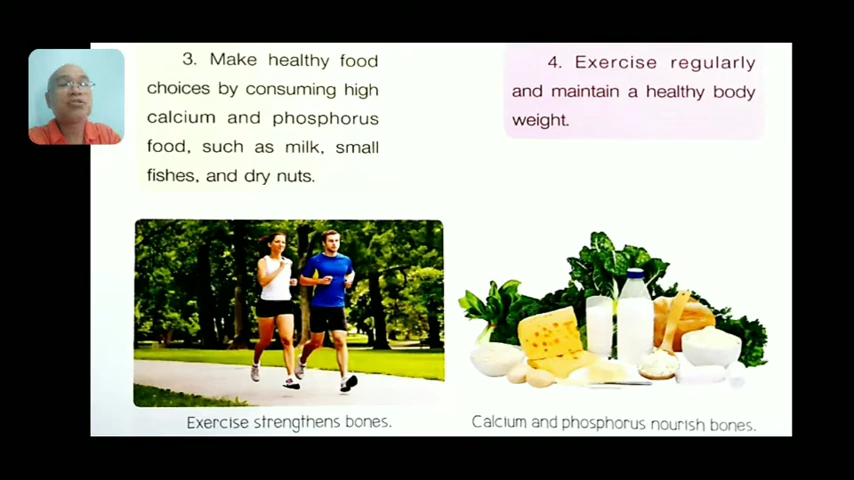 3. Make healthy food
choices by consuming high
calcium and phosphorus
food, such as milk, small
fishes, and dry nuts.
4. Exercise regularly
and maintain a healthy body
weight.
Exercise strengthens bones.
Calcium and phosphorus nourish bones.